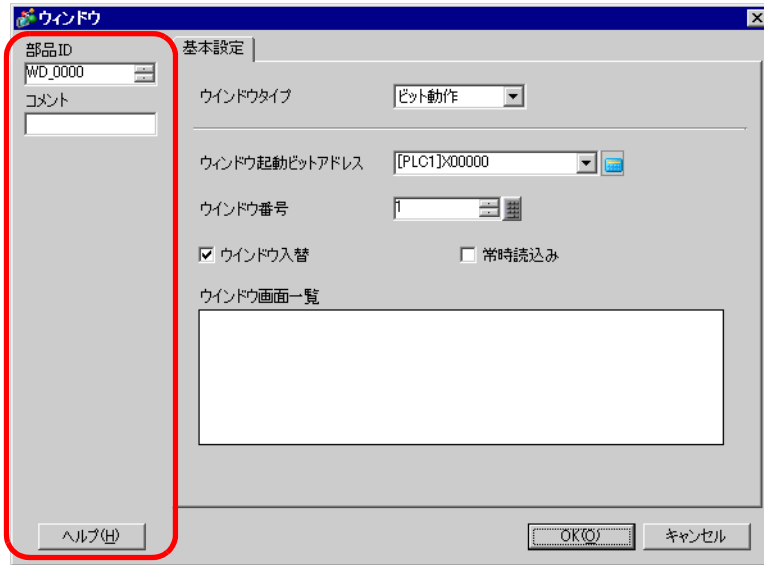 ウィンドウ
部品ID
WD_0000
コメント
ヘルプ(H)
基本設定
ウインドウタイプ
ビット動作
ウィンドウ起動ビットアドレス
[PLC1]X00000
ウインドウ番号
1
ウインドウ入替
常時読込み
ウインドウ画面一覧
OK(O)
キャンセル